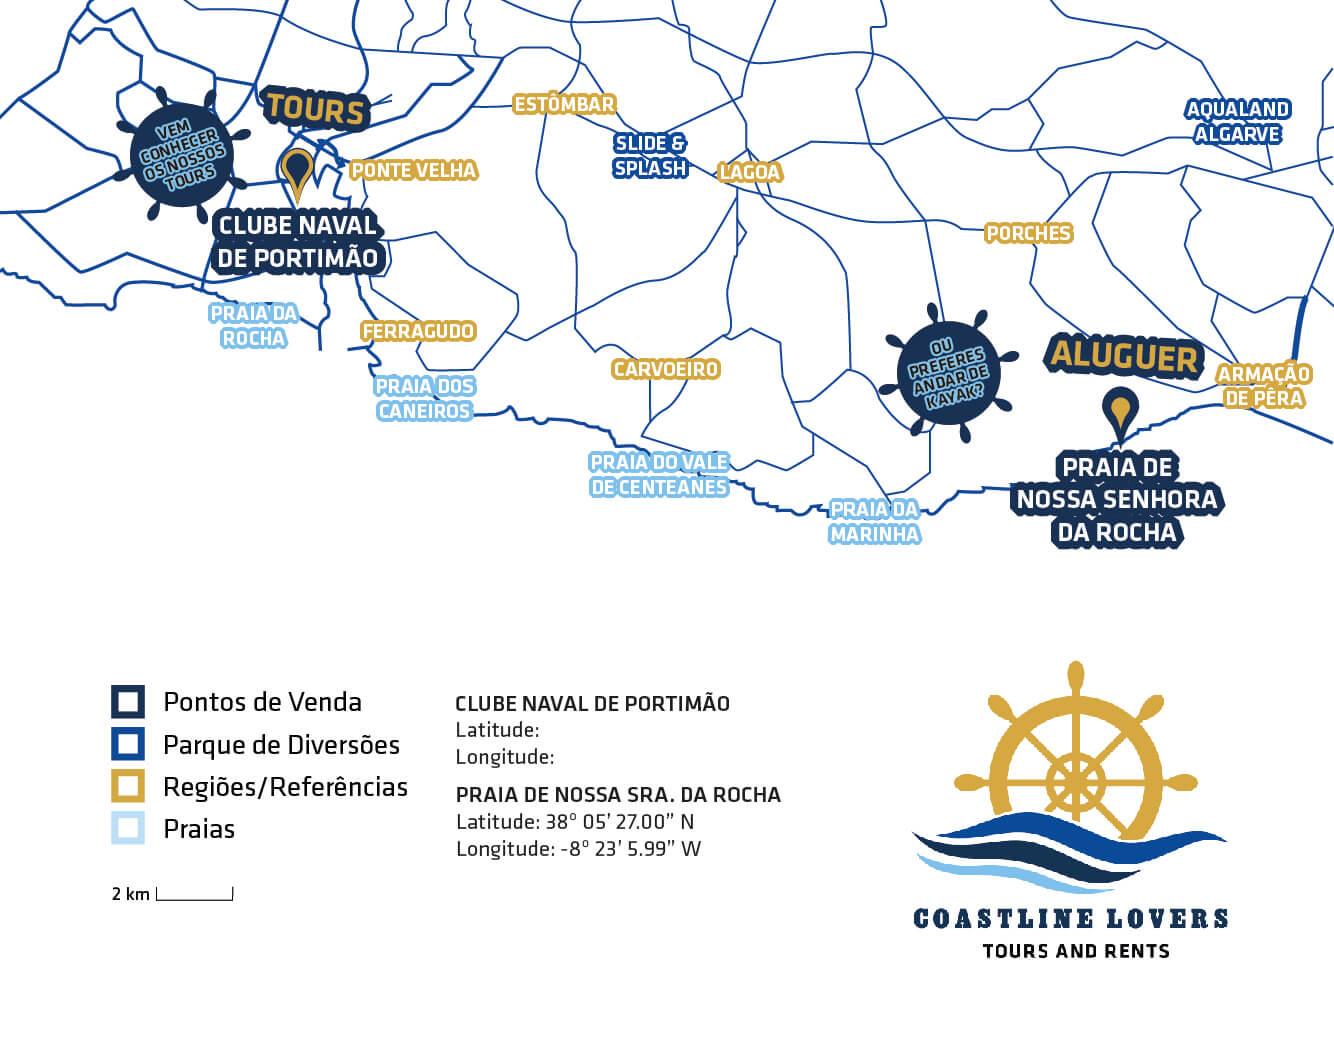 TOURS
VEM
CONHECER
OS NOSSOS
TOURS
CLUBE NAVAL
DE PORTIMÃO
PONTE VELHA
ESTÔMBAR
SLIDE &
SPLASH
LAGOA
AQUALAND
ALGARVE
PORCHES
PRAIA DA
ROCHA
FERRAGUDO
PRAIA DOS
CANEIROS
CARVOEIRO
OU
PREFERES
ANDAR DE
KAYAK?
ALUGUER
ARMAÇÃO
DE PÊRA
PRAIA DO VALE
DE CENTEANES
PRAIA DA
MARINHA
PRAIA DE
NOSSA SENHORA
DA ROCHA
Pontos de Venda
Parque de Diversões
Regiões/Referências
Praias
2 km
CLUBE NAVAL DE PORTIMÃO
Latitude:
Longitude:
PRAIA DE NOSSA SRA. DA ROCHA
Latitude: 38º 05’ 27.00” N
Longitude: -8º 23’ 5.99” W
COASTLINE LOVERS
TOURS AND RENTS